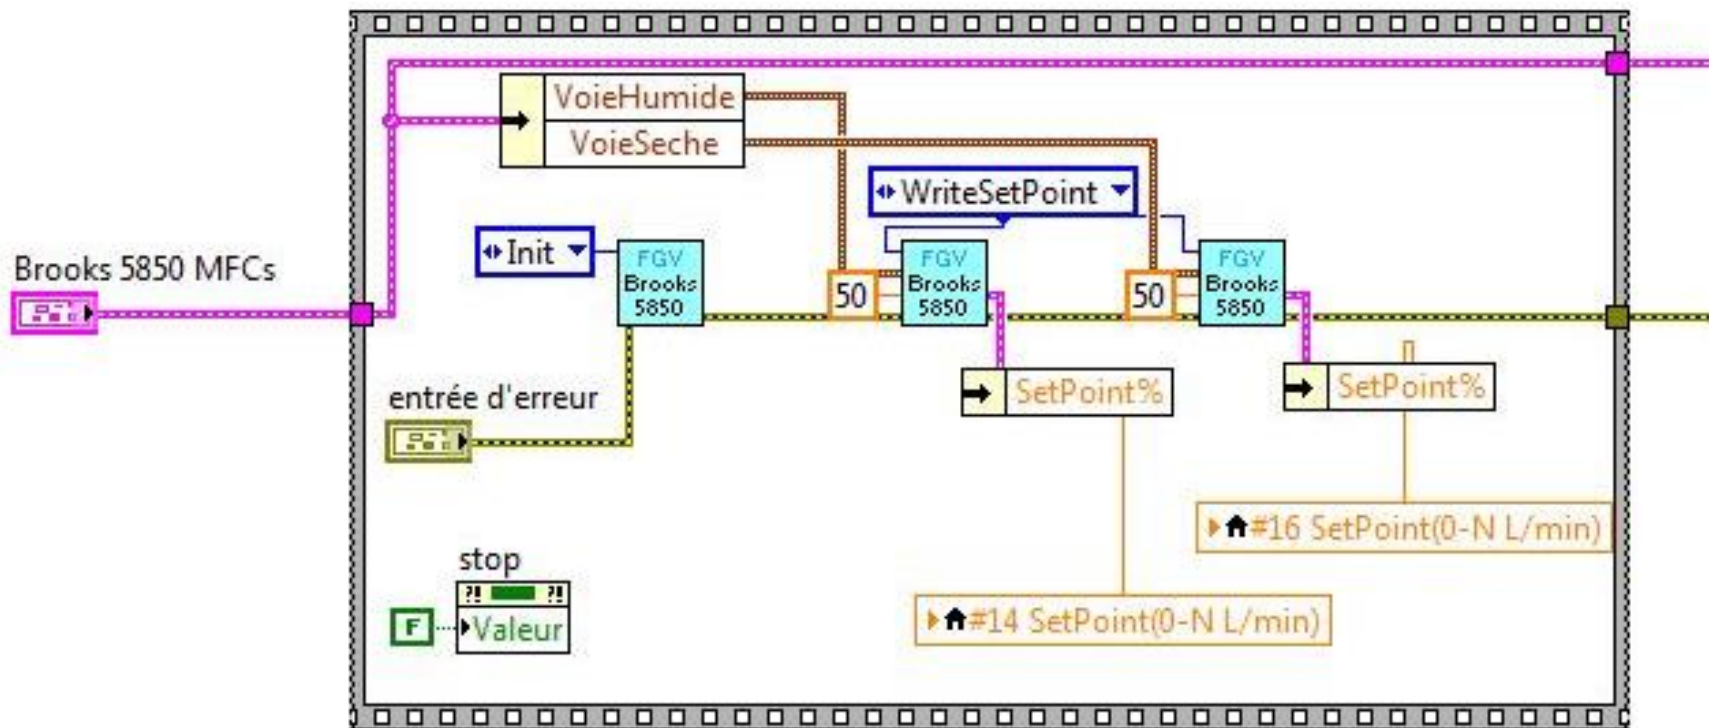 VoieHumide
VoieSeche
WriteSetPoint
Init
FGV
Brooks
5850
50
FGV
Brooks
5850
50
FGV
Brooks
5850
Brooks 5850 MFCs
SetPoint%
SetPoint%
entrée d'erreur
#16 SetPoint(0-N L/min)
stop
?! ?!
F
Valeur
#14 SetPoint(0-N L/min)